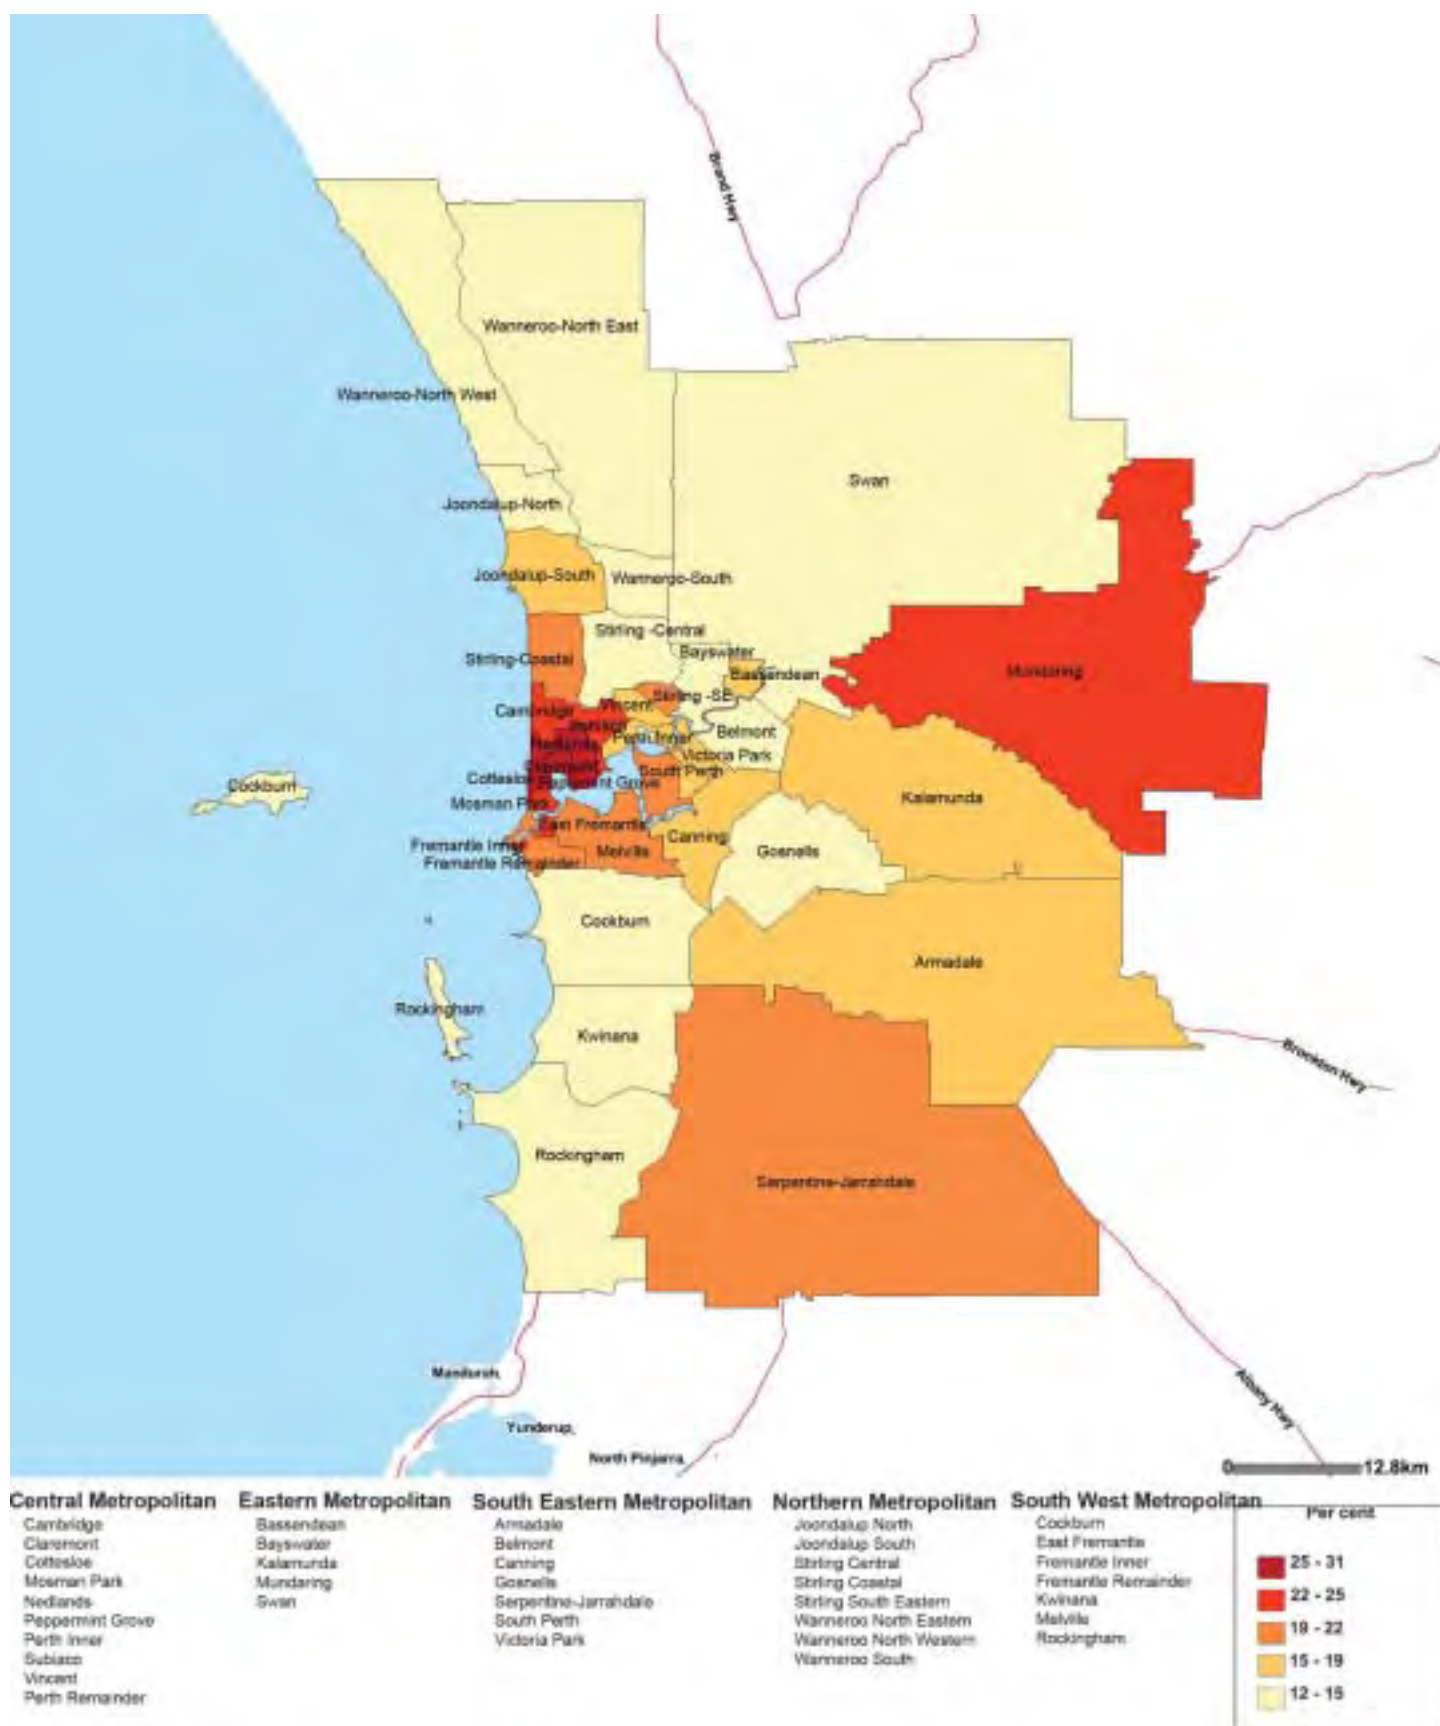 Brand Hwy
Wanneroo-North East
Wanneroo-North West
Swan
Joondalup-North
Joondalup-South
Wanneroo-South
Stirling -Central
Bayswater
Stirling-Coastal
Bassendean
Mundaring
Stirling -SE
Vincent
Cambridge
Belmont
Perth Inner
Nedlands
Victoria Park
South Perth
Cottesloe
Peppermint Grove
Cockburn
Kalamunda
Mosman Park
East Fremantle
Canning
Fremantle Inner
Melville
Gosnells
Fremantle Remainder
Cockburn
Armadale
Rockingham
Kwinana
Brookton Hwy
Rockingham
Serpentine-Jarrahdale
Mandurah
Albany Hwy
Yunderup
North Pinjarra
0 12.8km
Central Metropolitan
Cambridge
Claremont
Cottesloe
Mosman Park
Nedlands
Peppermint Grove
Perth Inner
Subiaco
Vincent
Perth Remainder
Eastern Metropolitan
Bassendean
Bayswater
Kalamunda
Mundaring
Swan
South Eastern Metropolitan
Armadale
Belmont
Canning
Gosnells
Serpentine-Jarrahdale
South Perth
Victoria Park
Northern Metropolitan
Joondalup North
Joondalup South
Stirling Central
Stirling Coastal
Stirling South Eastern
Wanneroo North Eastern
Wanneroo North Western
Wanneroo South
South West Metropolitan
Cockburn
East Fremantle
Fremantle Inner
Fremantle Remainder
Kwinana
Melville
Rockingham
Per cent
25 - 31
22 - 25
19 - 22
15 - 19
12 - 15